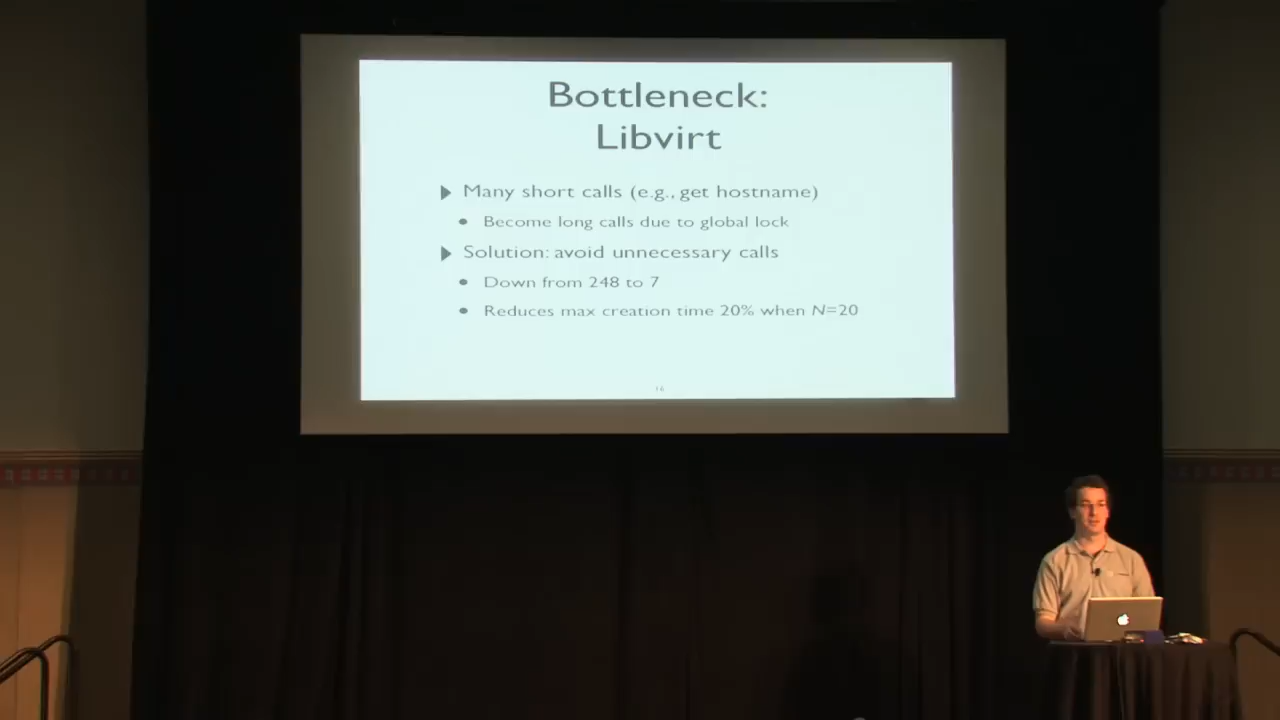 Bottleneck:
Libvirt
Many short calls (e.g., get hostname)
Become long calls due to global lock
Solution: avoid unnecessary calls
Down from 248 to 7
Reduces max creation time 20% when N=20
16